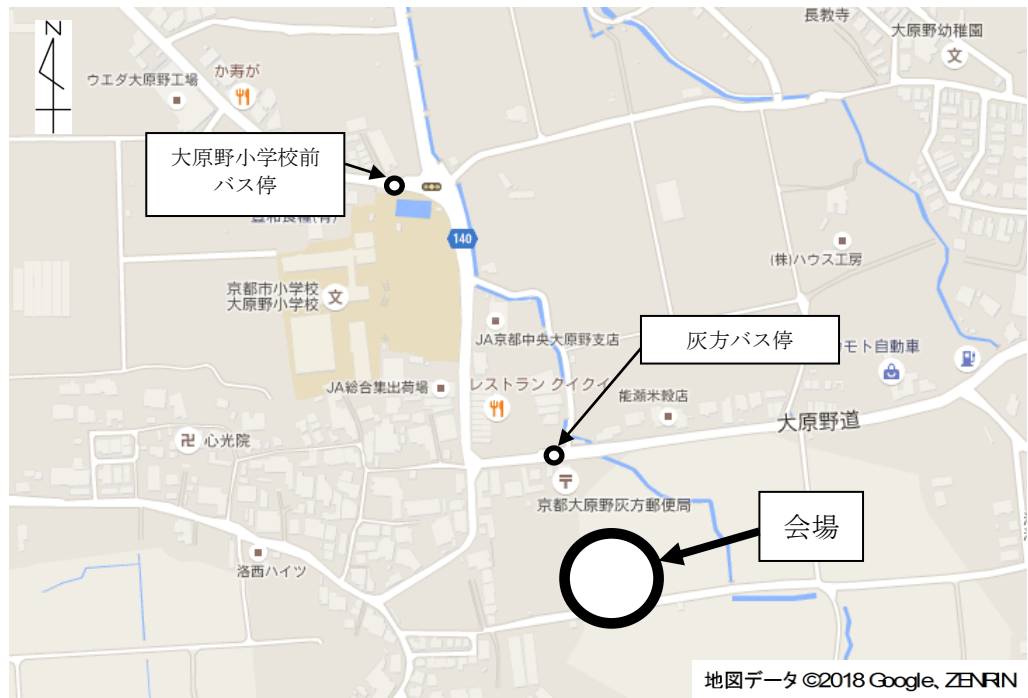 N
長教寺
大原野幼稚園
文
か寿が
ウエダ大原野工場
大原野小学校前
バス停
140
(株)ハウス工房
京都市小学校
大原野小学校
文
JA京都中央大原野支店
灰方バス停
モト自動車
JA総合集出荷場
レストラン クイクイ
能瀬米穀店
大原野道
卍 心光院
〒
京都大原野灰方郵便局
会場
洛西ハイツ
地図データ ©2018 Google、ZENRIN